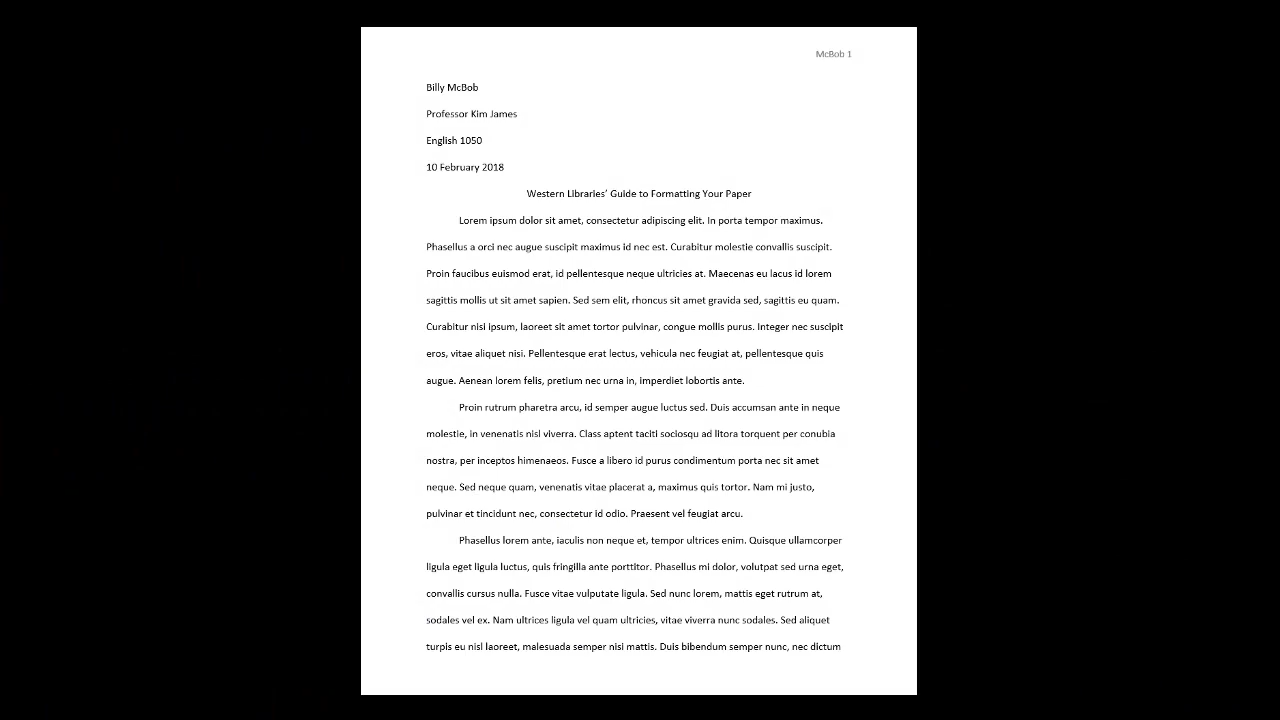 McBob 1
Billy McBob
Professor Kim James
English 1050
10 February 2018
Western Libraries’ Guide to Formatting Your Paper
Lorem ipsum dolor sit amet, consectetur adipiscing elit. In porta tempor maximus.
Phasellus a orci nec augue suscipit maximus id nec est. Curabitur molestie convallis suscipit.
Proin faucibus euismod erat, id pellentesque neque ultricies at. Maecenas eu lacus id lorem
sagittis mollis ut sit amet sapien. Sed sem elit, rhoncus sit amet gravida sed, sagittis eu quam.
Curabitur nisi ipsum, laoreet sit amet tortor pulvinar, congue mollis purus. Integer nec suscipit
eros, vitae aliquet nisi. Pellentesque erat lectus, vehicula nec feugiat at, pellentesque quis
augue. Aenean lorem felis, pretium nec urna in, imperdiet lobortis ante.
Proin rutrum pharetra arcu, id semper augue luctus sed. Duis accumsan ante in neque
molestie, in venenatis nisl viverra. Class aptent taciti sociosqu ad litora torquent per conubia
nostra, per inceptos himenaeos. Fusce a libero id purus condimentum porta nec sit amet
neque. Sed neque quam, venenatis vitae placerat a, maximus quis tortor. Nam mi justo,
pulvinar et tincidunt nec, consectetur id odio. Praesent vel feugiat arcu.
Phasellus lorem ante, iaculis non neque et, tempor ultrices enim. Quisque ullamcorper
ligula eget ligula luctus, quis fringilla ante porttitor. Phasellus mi dolor, volutpat sed urna eget,
convallis cursus nulla. Fusce vitae vulputate ligula. Sed nunc lorem, mattis eget rutrum at,
sodales vel ex. Nam ultrices ligula vel quam ultricies, vitae viverra nunc sodales. Sed aliquet
turpis eu nisl laoreet, malesuada semper nisi mattis. Duis bibendum semper nunc, nec dictum